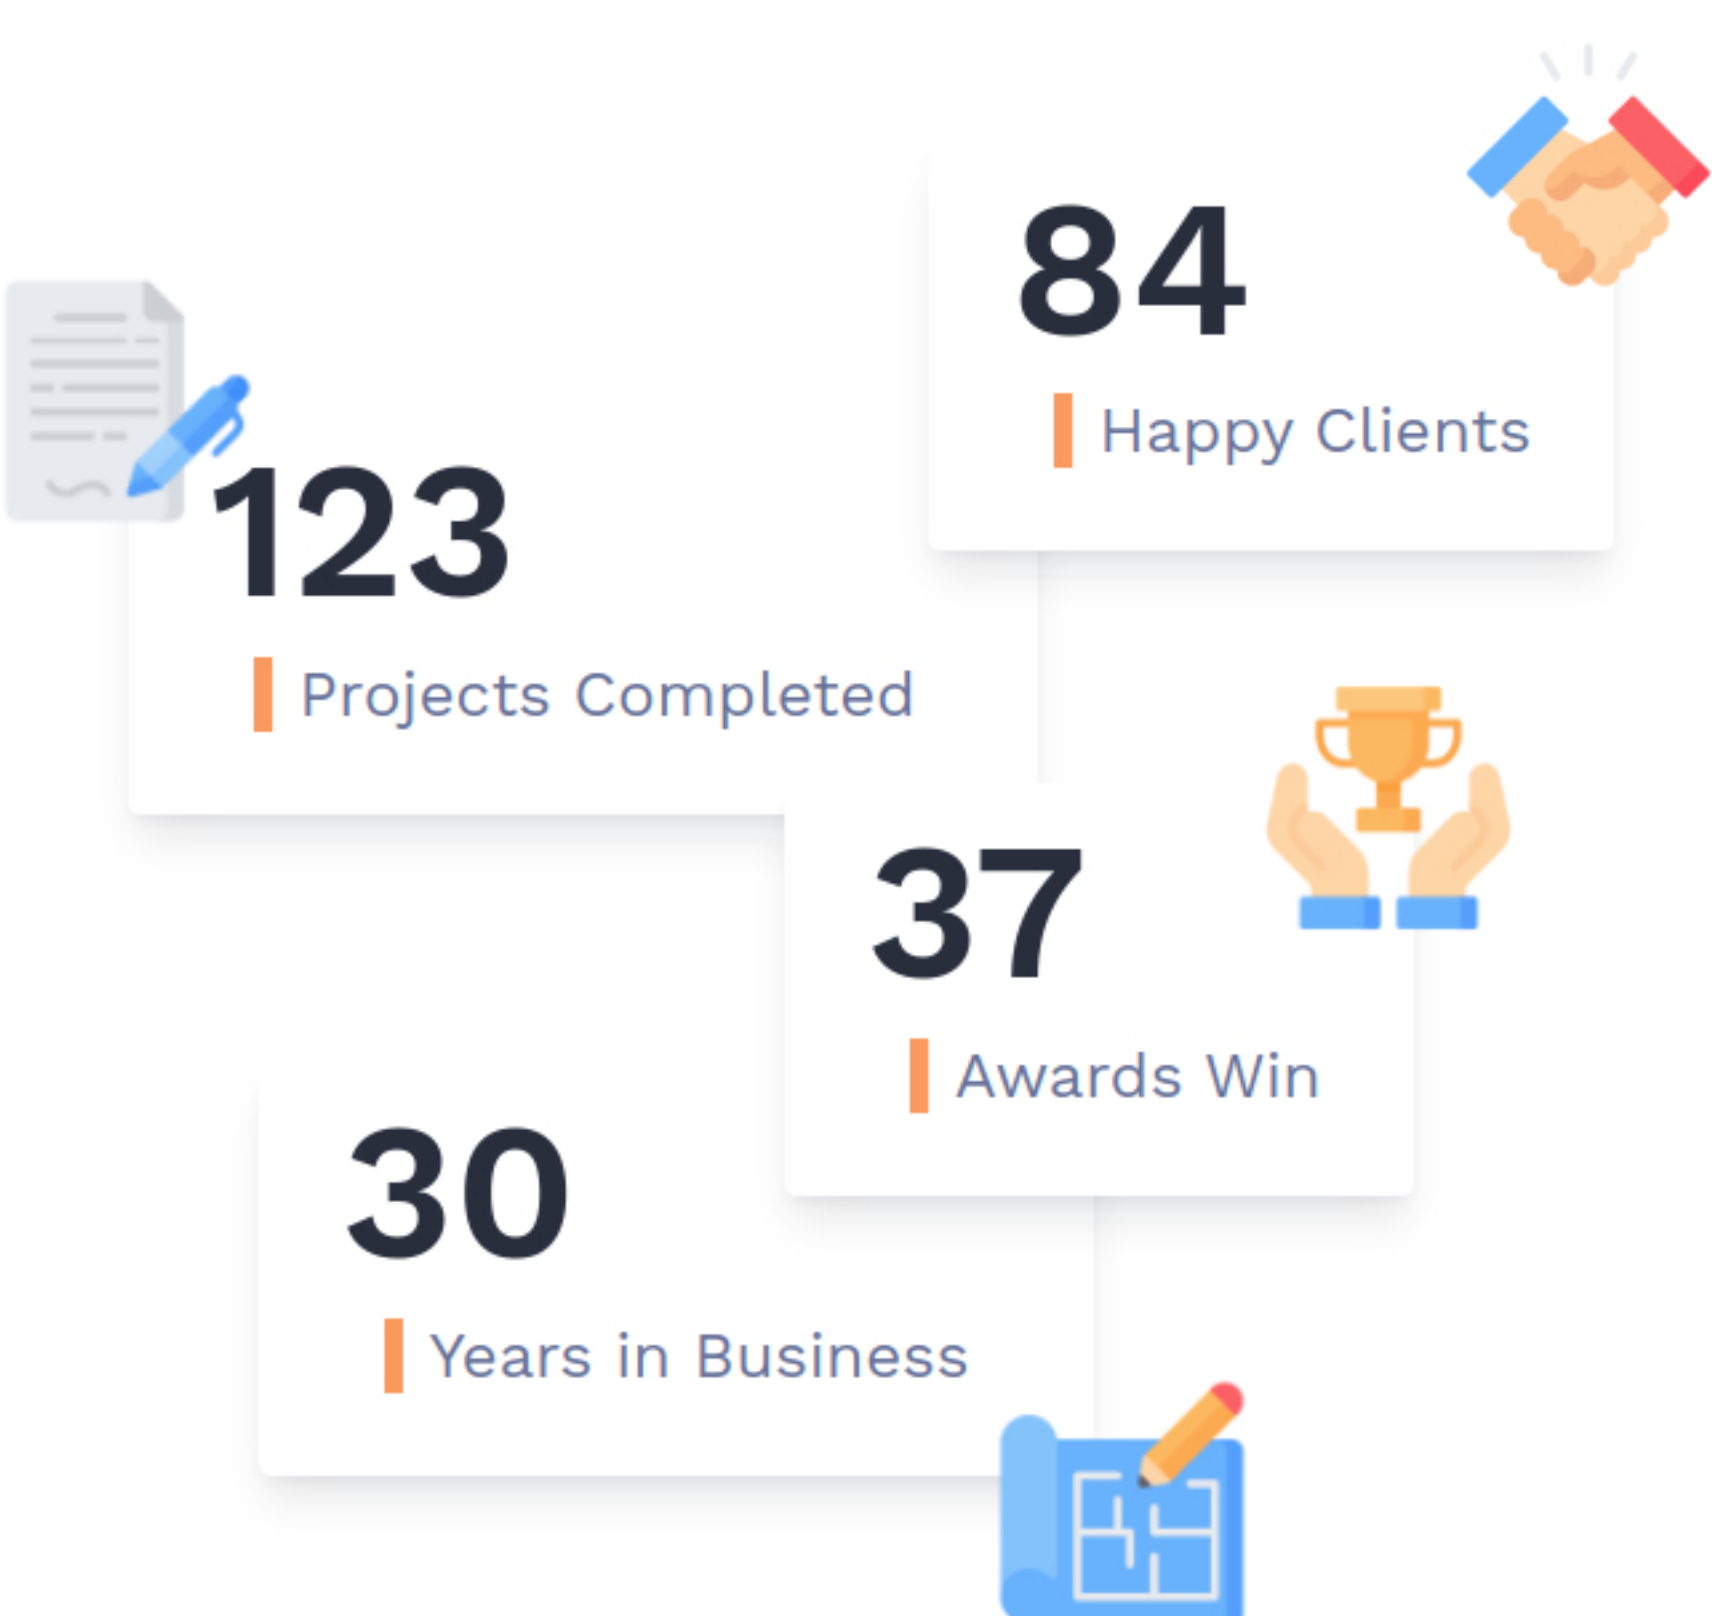 84
Happy Clients
123
Projects Completed
37
Awards Win
30
Years in Business